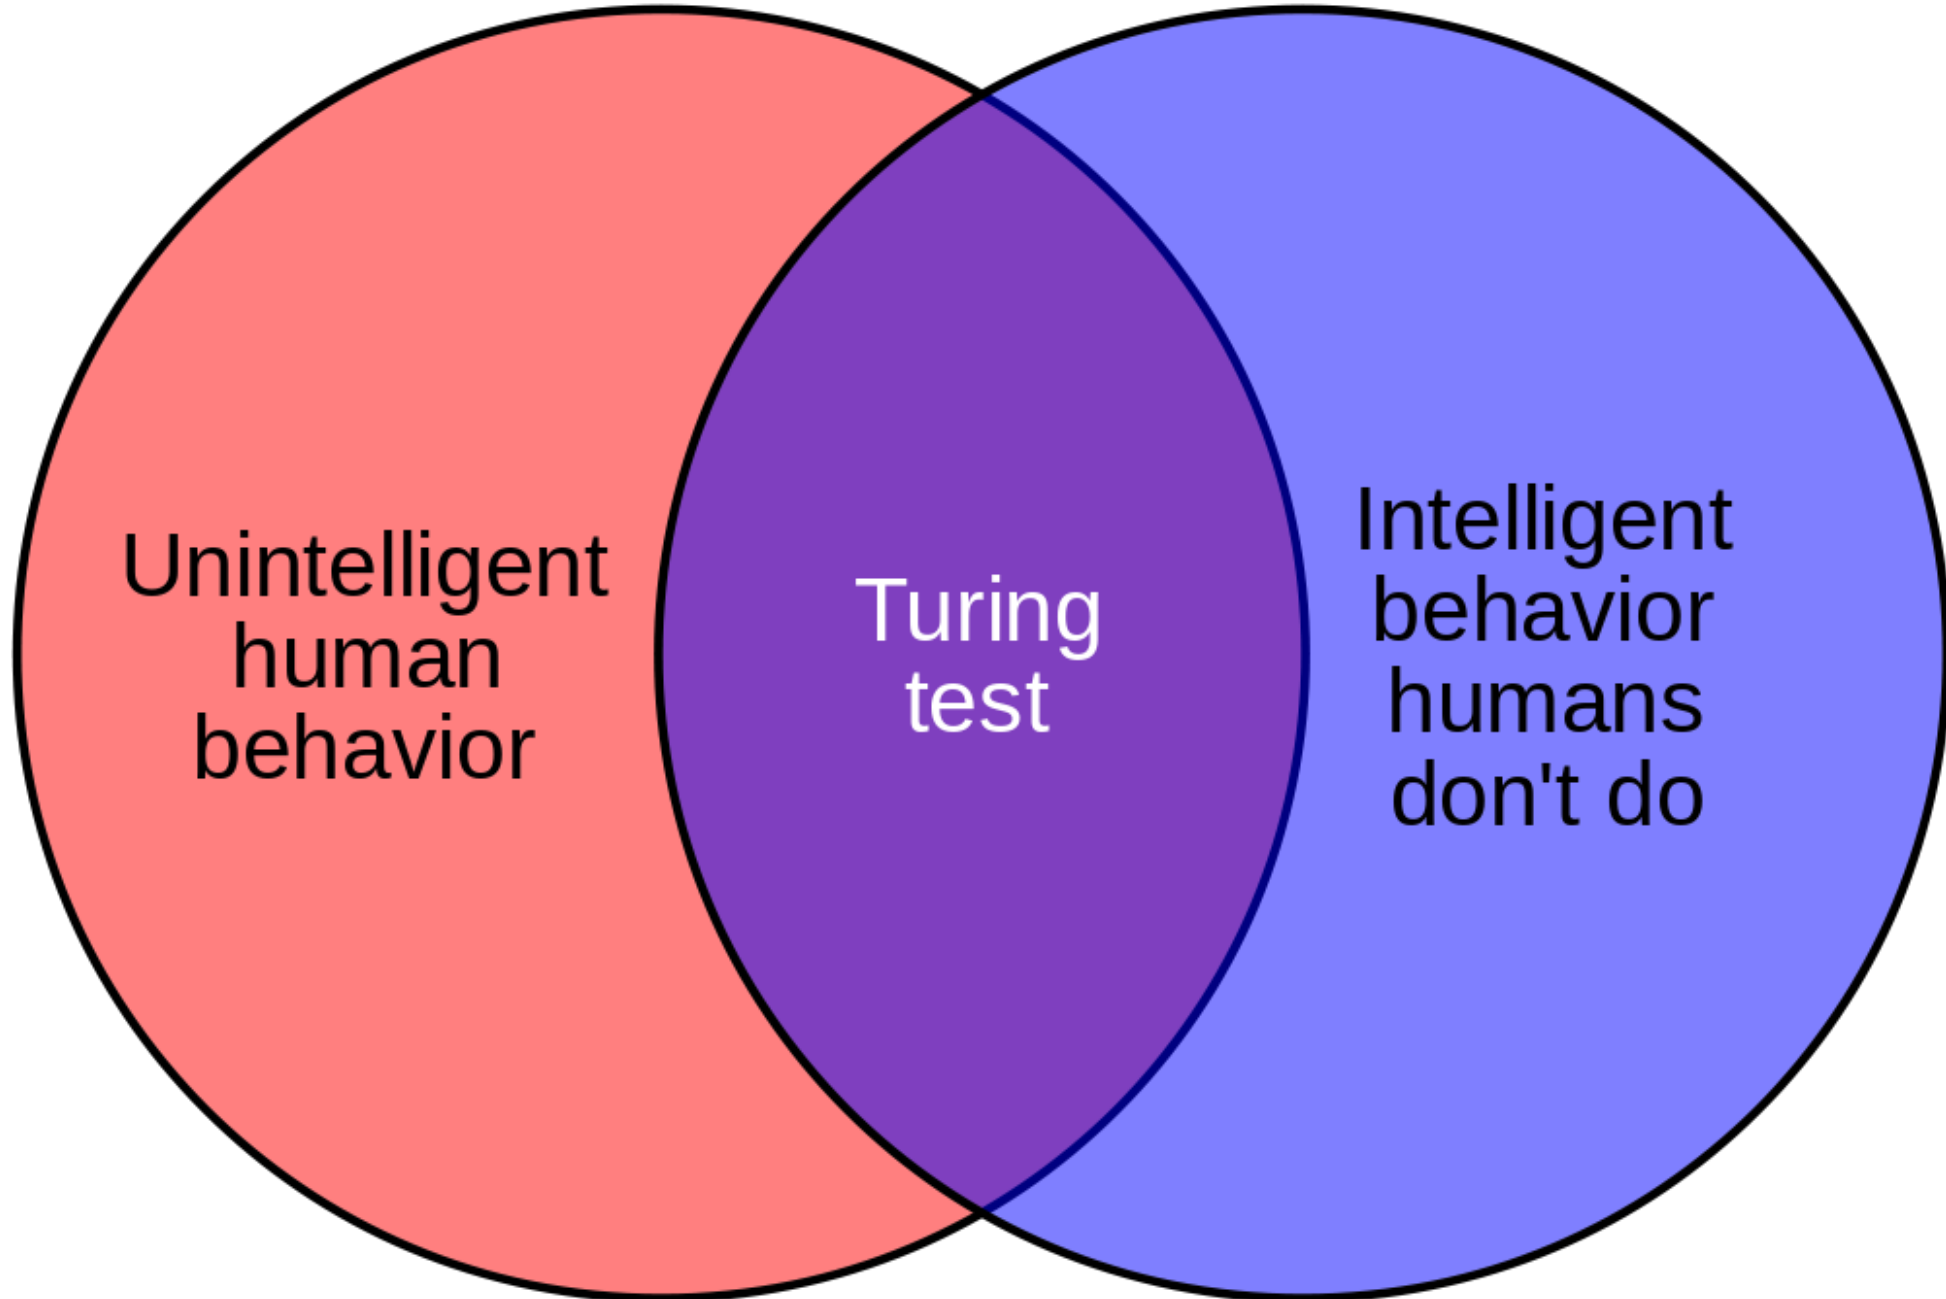 Unintelligent
human
behavior
Turing
test
Intelligent
behavior
humans
don't do